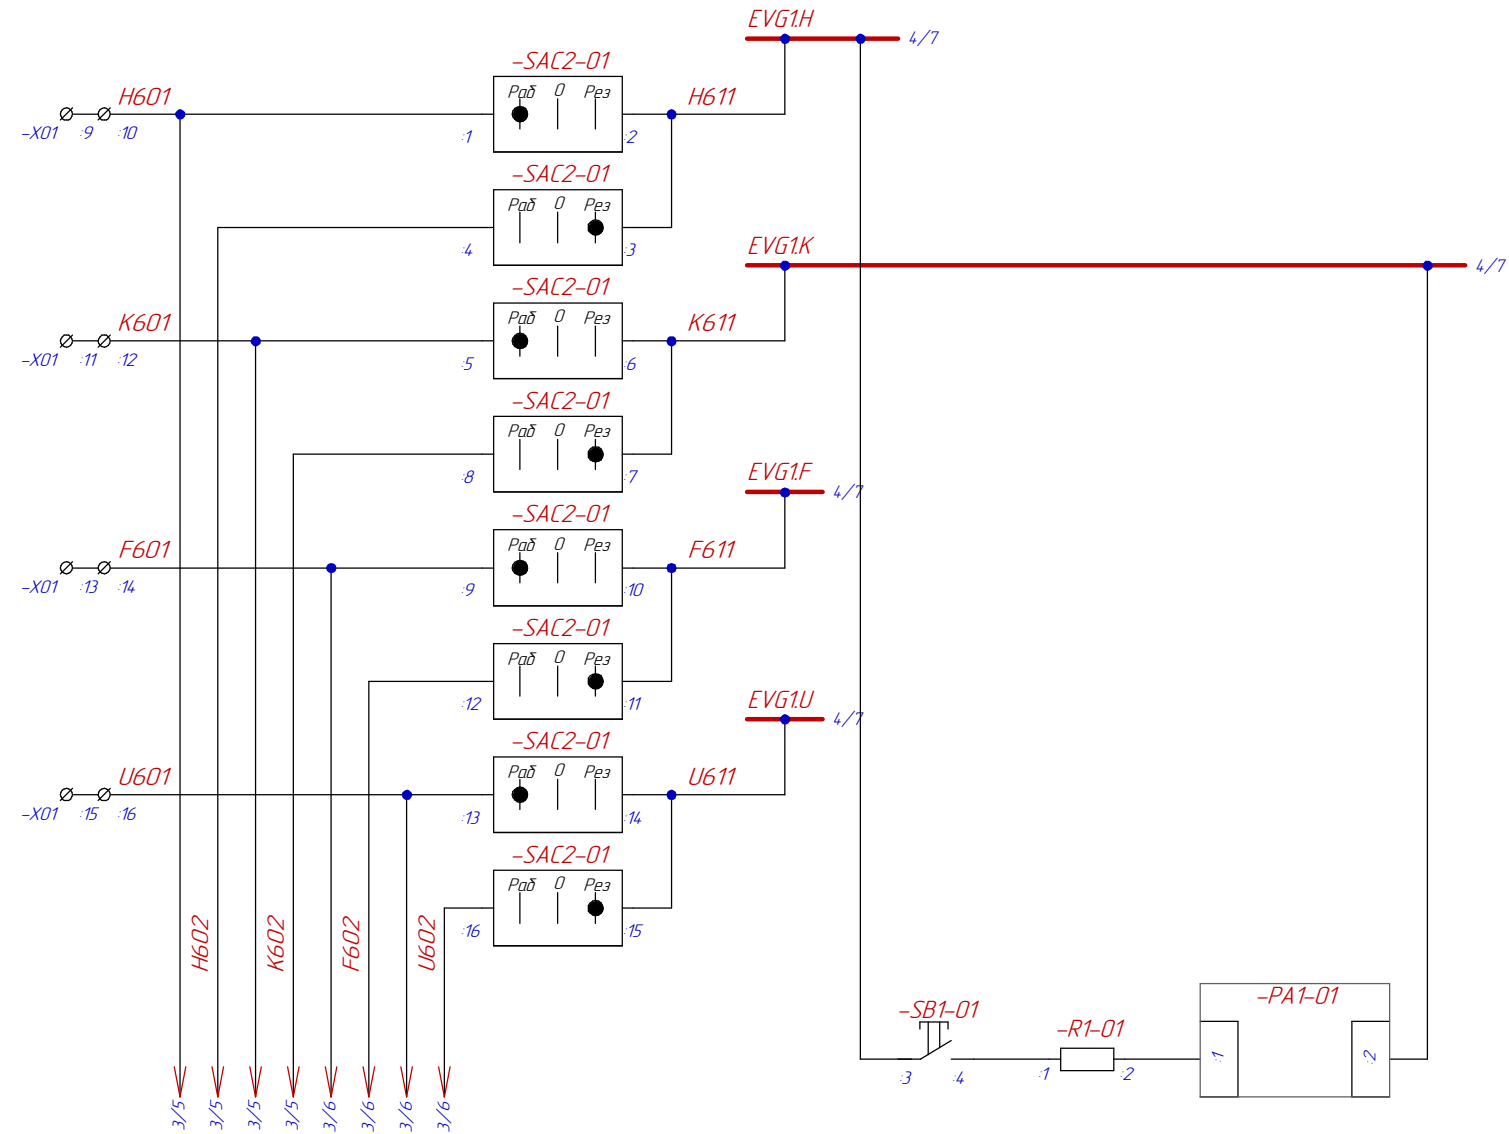 EVG1.H
4/7
-SAC2-01
Раб 0 Рез
H601
H611
-X01 :9 :10
:1 :2
-SAC2-01
Раб 0 Рез
:4 :3
EVG1.K
4/7
-SAC2-01
Раб 0 Рез
K601
K611
-X01 :11 :12
:5 :6
-SAC2-01
Раб 0 Рез
:8 :7
EVG1.F
4/7
-SAC2-01
Раб 0 Рез
F601
F611
-X01 :13 :14
:9 :10
-SAC2-01
Раб 0 Рез
:12 :11
EVG1.U
4/7
-SAC2-01
Раб 0 Рез
U601
U611
-X01 :15 :16
:13 :14
-SAC2-01
Раб 0 Рез
:16 :15
H602
K602
F602
U602
-SB1-01
:3 :4
-R1-01
:1 :2
-PA1-01
:1 :2
3/5
3/5
3/5
3/5
3/6
3/6
3/6
3/6